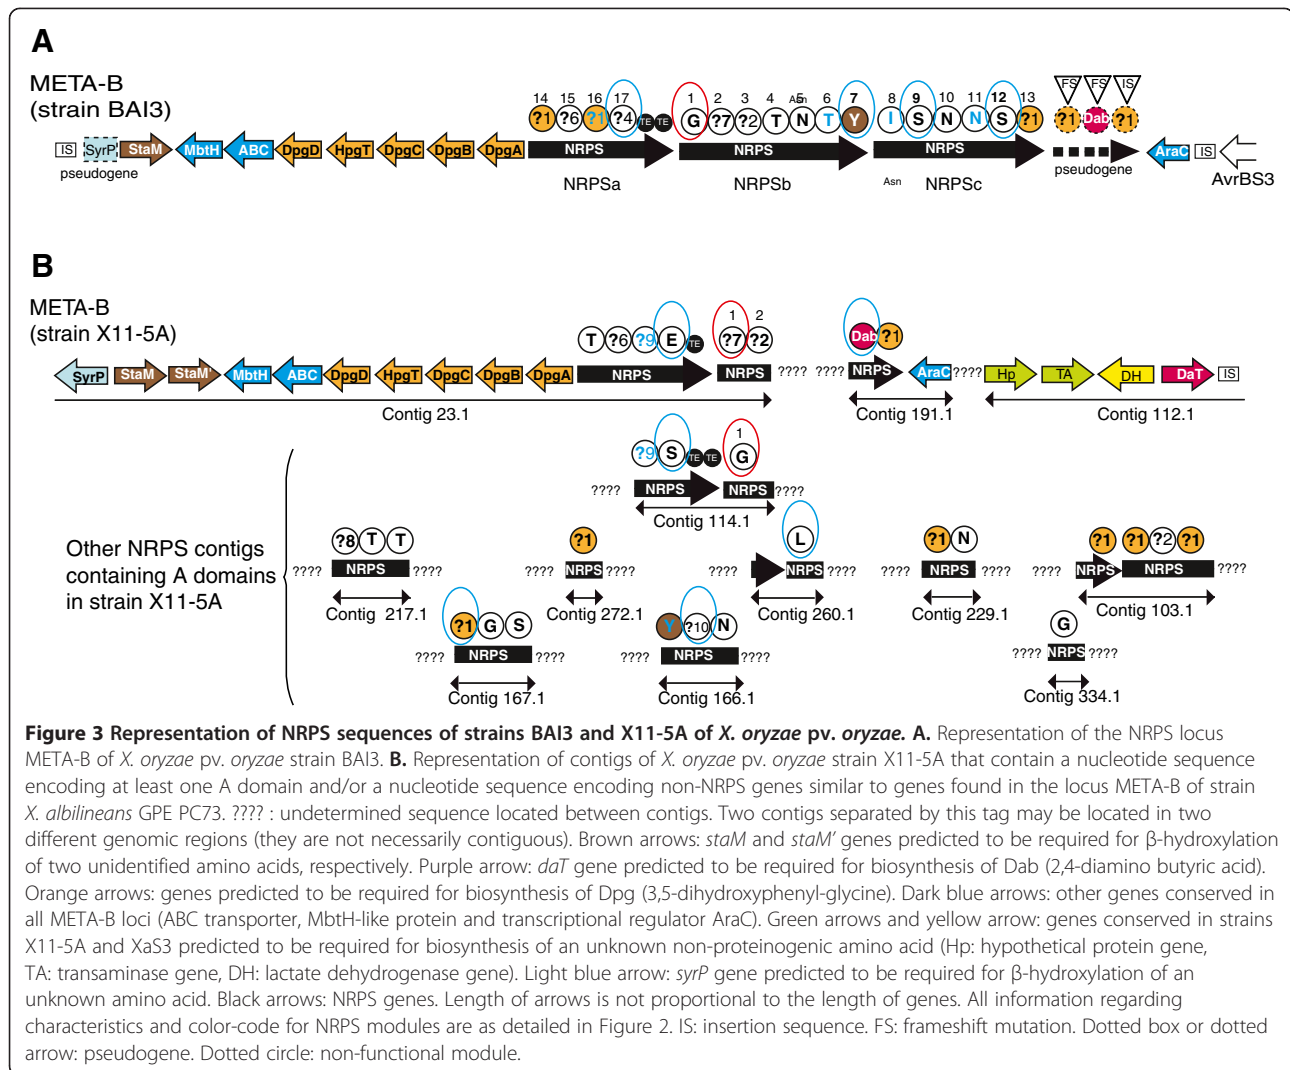 A
META-B
(strain BAI3)
14 15 16 17 1 2 3 4 Asn 5 6 7 8 9 10 11 12 13 FS FS IS
?1 ?6 ?1 ?4 TE TE G ?7 ?2 T N T Y I S N N S ?1 ?1 Dab ?1
IS SyrP StaM MbtH ABC DpgD HpgT DpgC DpgB DpgA NRPS NRPS NRPS AraC IS
pseudogene NRPSa NRPSb Asn NRPSc pseudogene AvrBS3
B
META-B
(strain X11-5A)
1 2
T ?6 ?9 E TE ?7 ?2 Dab ?1
SyrP StaM StaM' MbtH ABC DpgD HpgT DpgC DpgB DpgA NRPS NRPS ???? ???? NRPS AraC ???? Hp TA DH DaT IS
Contig 23.1 Contig 191.1 Contig 112.1
1
?9 S TE TE G
???? NRPS NRPS ????
Contig 114.1
Other NRPS contigs
containing A domains
in strain X11-5A
?8 T T ?1 L ?1 N ?1 ?1 ?2 ?1
???? NRPS ???? ???? NRPS ???? ???? NRPS ???? ???? NRPS ???? ???? NRPS NRPS ????
Contig 217.1 Contig 272.1 Contig 260.1 Contig 229.1 Contig 103.1
?1 G S Y ?10 N G
???? NRPS ???? ???? NRPS ???? ???? NRPS ????
Contig 167.1 Contig 166.1 Contig 334.1
Figure 3 Representation of NRPS sequences of strains BAI3 and X11-5A of X. oryzae pv. oryzae. A. Representation of the NRPS locus
META-B of X. oryzae pv. oryzae strain BAI3. B. Representation of contigs of X. oryzae pv. oryzae strain X11-5A that contain a nucleotide sequence
encoding at least one A domain and/or a nucleotide sequence encoding non-NRPS genes similar to genes found in the locus META-B of strain
X. albilineans GPE PC73. ???? : undetermined sequence located between contigs. Two contigs separated by this tag may be located in two
different genomic regions (they are not necessarily contiguous). Brown arrows: staM and staM' genes predicted to be required for β-hydroxylation
of two unidentified amino acids, respectively. Purple arrow: daT gene predicted to be required for biosynthesis of Dab (2,4-diamino butyric acid).
Orange arrows: genes predicted to be required for biosynthesis of Dpg (3,5-dihydroxyphenyl-glycine). Dark blue arrows: other genes conserved in
all META-B loci (ABC transporter, MbtH-like protein and transcriptional regulator AraC). Green arrows and yellow arrow: genes conserved in strains
X11-5A and XaS3 predicted to be required for biosynthesis of an unknown non-proteinogenic amino acid (Hp: hypothetical protein gene,
TA: transaminase gene, DH: lactate dehydrogenase gene). Light blue arrow: syrP gene predicted to be required for β-hydroxylation of an
unknown amino acid. Black arrows: NRPS genes. Length of arrows is not proportional to the length of genes. All information regarding
characteristics and color-code for NRPS modules are as detailed in Figure 2. IS: insertion sequence. FS: frameshift mutation. Dotted box or dotted
arrow: pseudogene. Dotted circle: non-functional module.